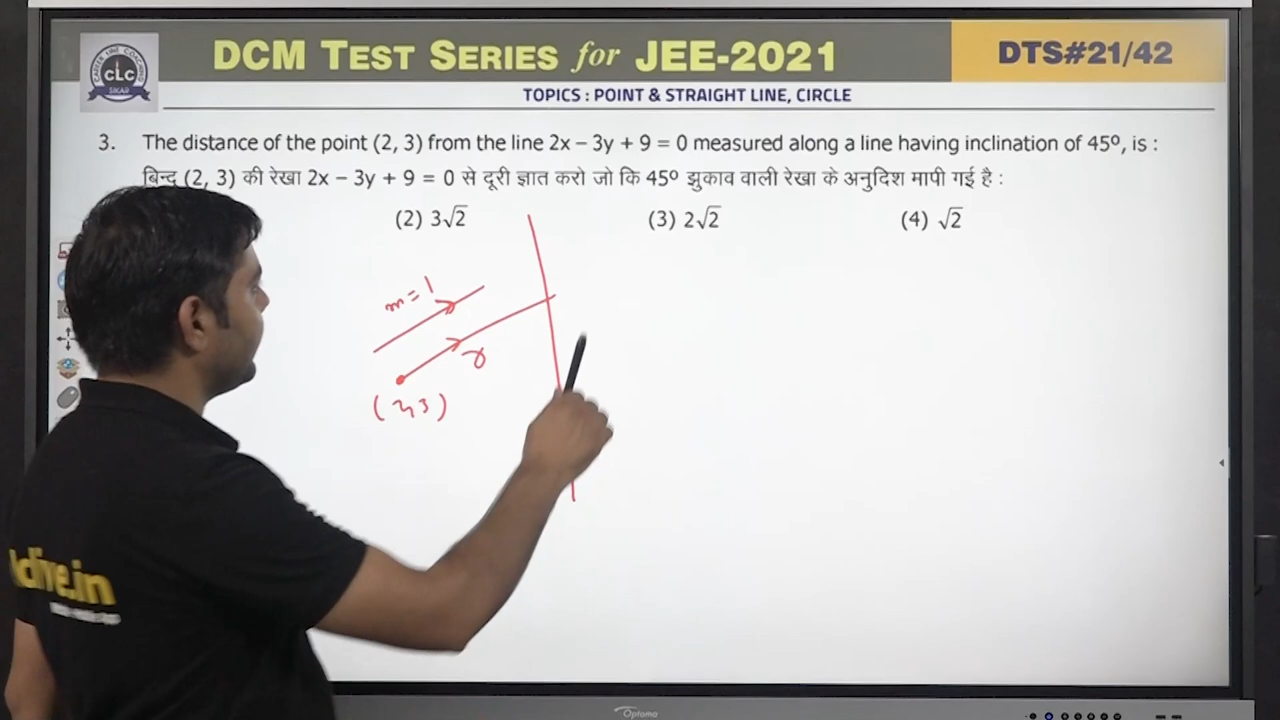 DCM TEST SERIES for JEE-2021
DTS#21/42
CLC
SIKAR
TOPICS : POINT & STRAIGHT LINE, CIRCLE
3. The distance of the point (2, 3) from the line 2x – 3y + 9 = 0 measured along a line having inclination of 45º, is :
बिन्दु (2, 3) की रेखा 2x – 3y + 9 = 0 से दूरी ज्ञात करो जो कि 45º झुकाव वाली रेखा के अनुदिश मापी गई है :
(2) 3√2 (3) 2√2 (4) √2
m = 1
r
(2,3)
Optoma